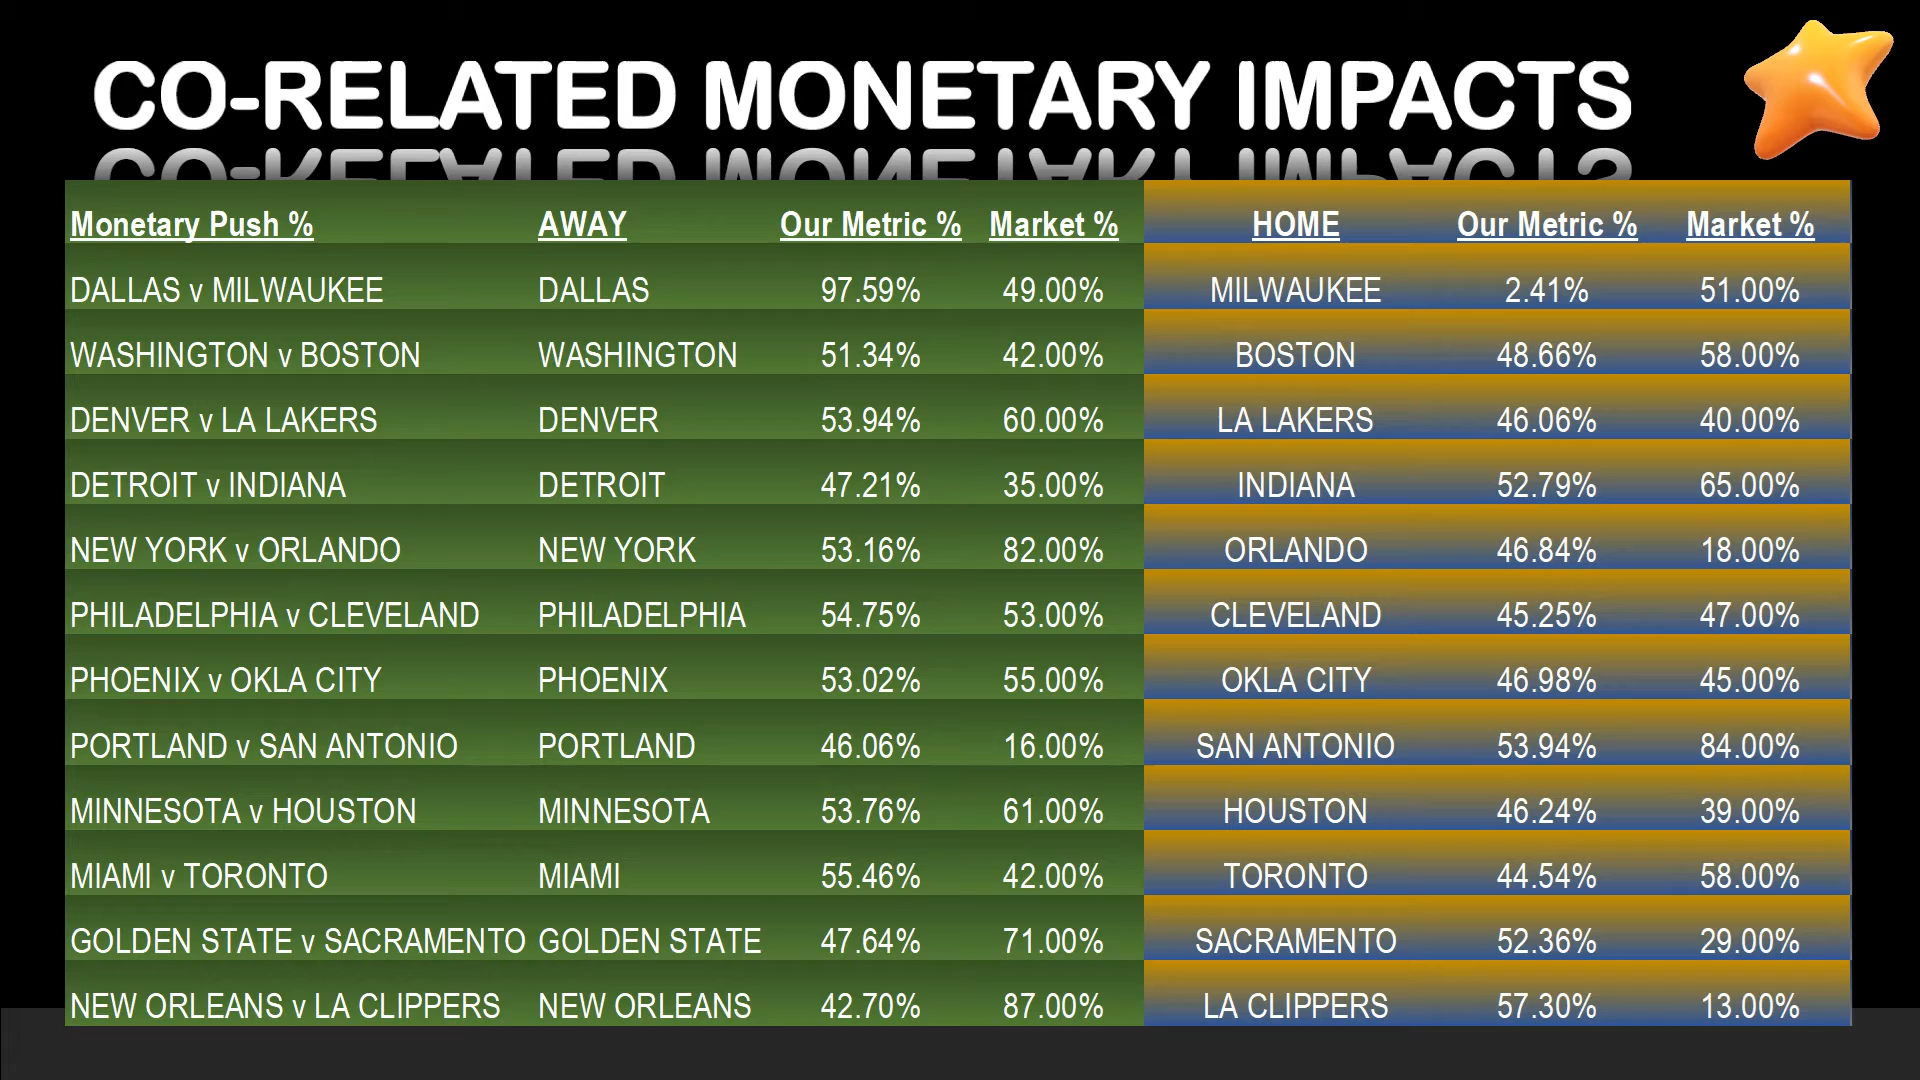 CO-RELATED MONETARY IMPACTS
Monetary Push % AWAY Our Metric % Market % HOME Our Metric % Market %
DALLAS v MILWAUKEE DALLAS 97.59% 49.00% MILWAUKEE 2.41% 51.00%
WASHINGTON v BOSTON WASHINGTON 51.34% 42.00% BOSTON 48.66% 58.00%
DENVER v LA LAKERS DENVER 53.94% 60.00% LA LAKERS 46.06% 40.00%
DETROIT v INDIANA DETROIT 47.21% 35.00% INDIANA 52.79% 65.00%
NEW YORK v ORLANDO NEW YORK 53.16% 82.00% ORLANDO 46.84% 18.00%
PHILADELPHIA v CLEVELAND PHILADELPHIA 54.75% 53.00% CLEVELAND 45.25% 47.00%
PHOENIX v OKLA CITY PHOENIX 53.02% 55.00% OKLA CITY 46.98% 45.00%
PORTLAND v SAN ANTONIO PORTLAND 46.06% 16.00% SAN ANTONIO 53.94% 84.00%
MINNESOTA v HOUSTON MINNESOTA 53.76% 61.00% HOUSTON 46.24% 39.00%
MIAMI v TORONTO MIAMI 55.46% 42.00% TORONTO 44.54% 58.00%
GOLDEN STATE v SACRAMENTO GOLDEN STATE 47.64% 71.00% SACRAMENTO 52.36% 29.00%
NEW ORLEANS v LA CLIPPERS NEW ORLEANS 42.70% 87.00% LA CLIPPERS 57.30% 13.00%